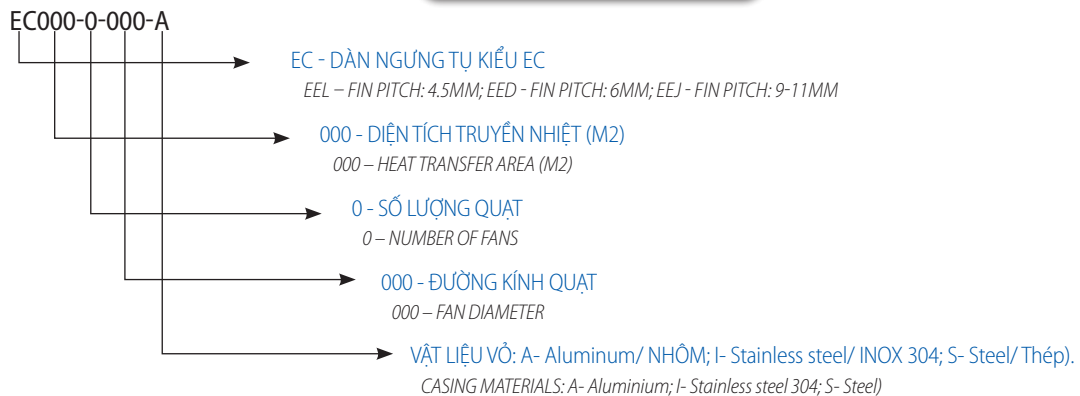 EC000-0-000-A
EC - DÀN NGƯNG TỤ KIỂU EC
EEL – FIN PITCH: 4.5MM; EED - FIN PITCH: 6MM; EEJ - FIN PITCH: 9-11MM
000 - DIỆN TÍCH TRUYỀN NHIỆT (M2)
000 – HEAT TRANSFER AREA (M2)
0 - SỐ LƯỢNG QUẠT
0 – NUMBER OF FANS
000 - ĐƯỜNG KÍNH QUẠT
000 – FAN DIAMETER
VẬT LIỆU VỎ: A- Aluminum/ NHÔM; I- Stainless steel/ INOX 304; S- Steel/ Thép).
CASING MATERIALS: A- Aluminium; I- Stainless steel 304; S- Steel)